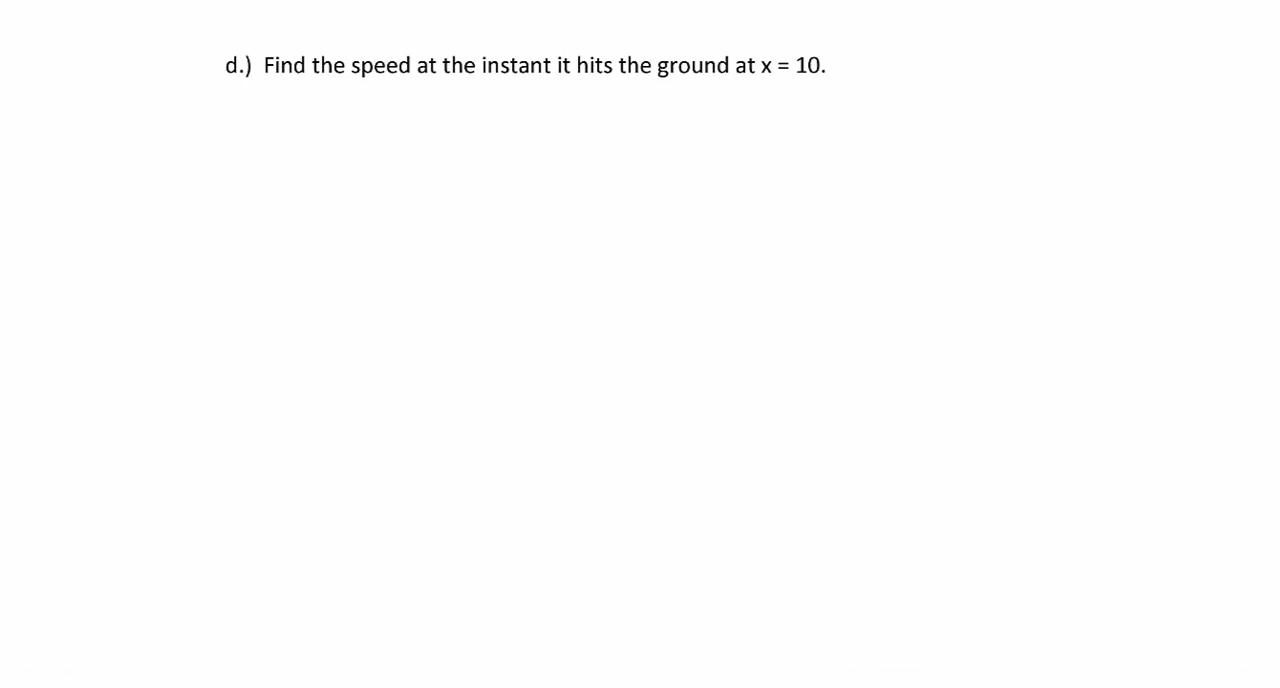 d.) Find the speed at the instant it hits the ground at x = 10.